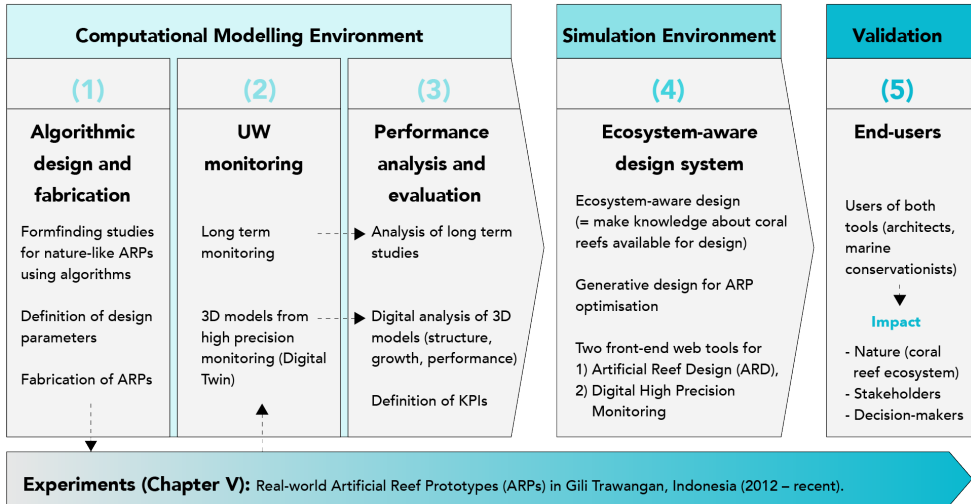 Computational Modelling Environment
Simulation Environment
Validation
(1)
Algorithmic
design and
fabrication
Formfinding studies
for nature-like ARPs
using algorithms
Definition of design
parameters
Fabrication of ARPs
(2)
UW
monitoring
Long term
monitoring
3D models from
high precision
monitoring (Digital
Twin)
(3)
Performance
analysis and
evaluation
Analysis of long term
studies
Digital analysis of 3D
models (structure,
growth, performance)
Definition of KPIs
(4)
Ecosystem-aware
design system
Ecosystem-aware design
(= make knowledge about coral
reefs available for design)
Generative design for ARP
optimisation
Two front-end web tools for
1) Artificial Reef Design (ARD),
2) Digital High Precision
Monitoring
(5)
End-users
Users of both
tools (architects,
marine
conservationists)
Impact
- Nature (coral
reef ecosystem)
- Stakeholders
- Decision-makers
Experiments (Chapter V): Real-world Artificial Reef Prototypes (ARPs) in Gili Trawangan, Indonesia (2012 – recent).